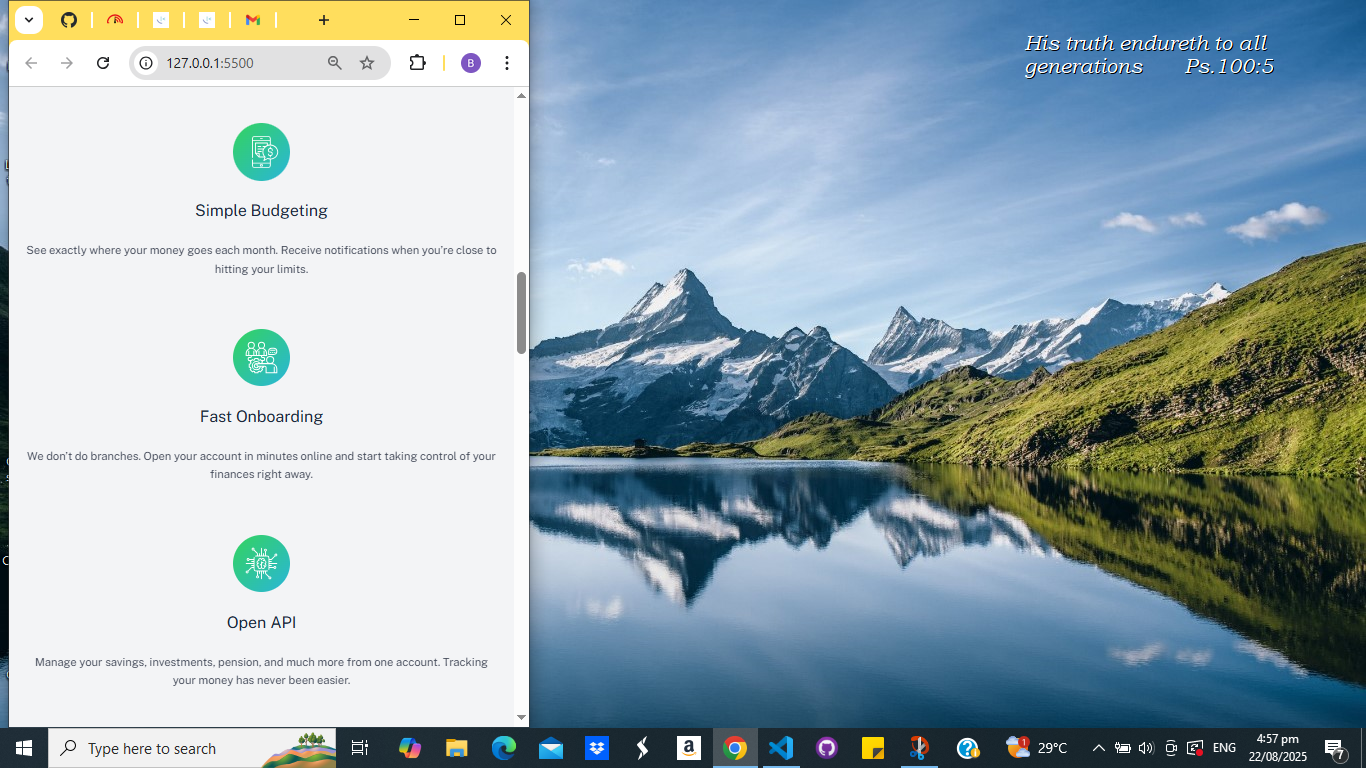 127.0.0.1:5500
B
Simple Budgeting
See exactly where your money goes each month. Receive notifications when you're close to
hitting your limits.
Fast Onboarding
We don't do branches. Open your account in minutes online and start taking control of your
finances right away.
Open API
Manage your savings, investments, pension, and much more from one account. Tracking
your money has never been easier.
His truth endureth to all
generations Ps.100:5
Type here to search
a
1
29°C
ENG
4:57 pm
22/08/2025
7